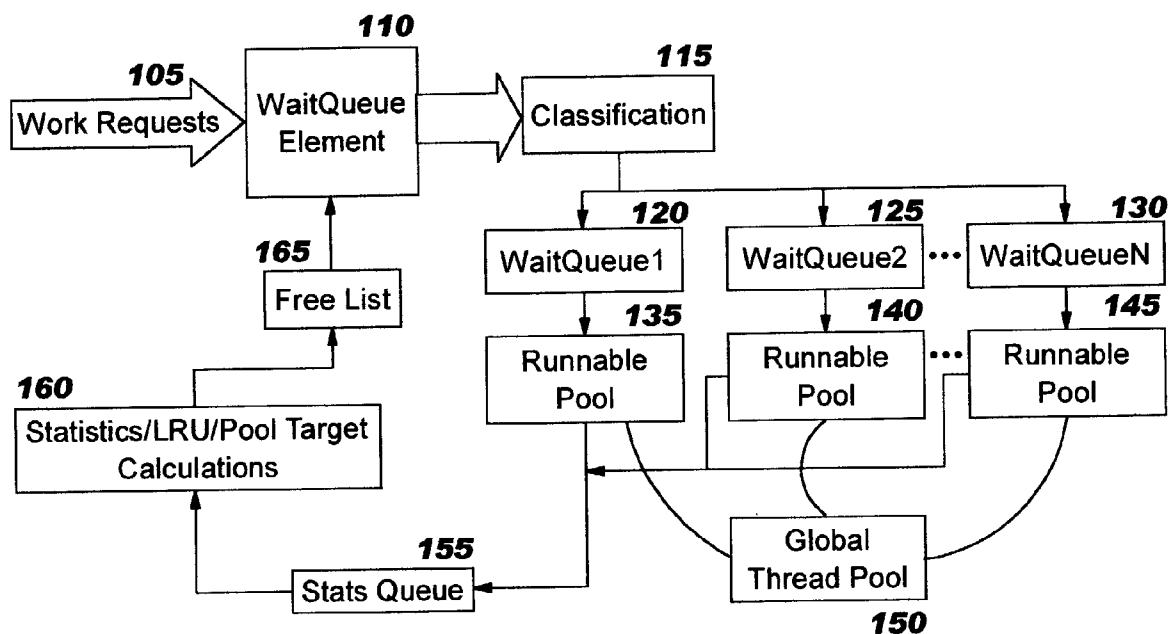 110
105
115
WaitQueue
Element
Work Requests
Classification
120
125
130
WaitQueue1
WaitQueue2
•••
WaitQueueN
165
Free List
135
140
145
Runnable
Pool
Runnable
Pool
•••
Runnable
Pool
160
Statistics/LRU/Pool Target
Calculations
155
Stats Queue
Global
Thread Pool
150